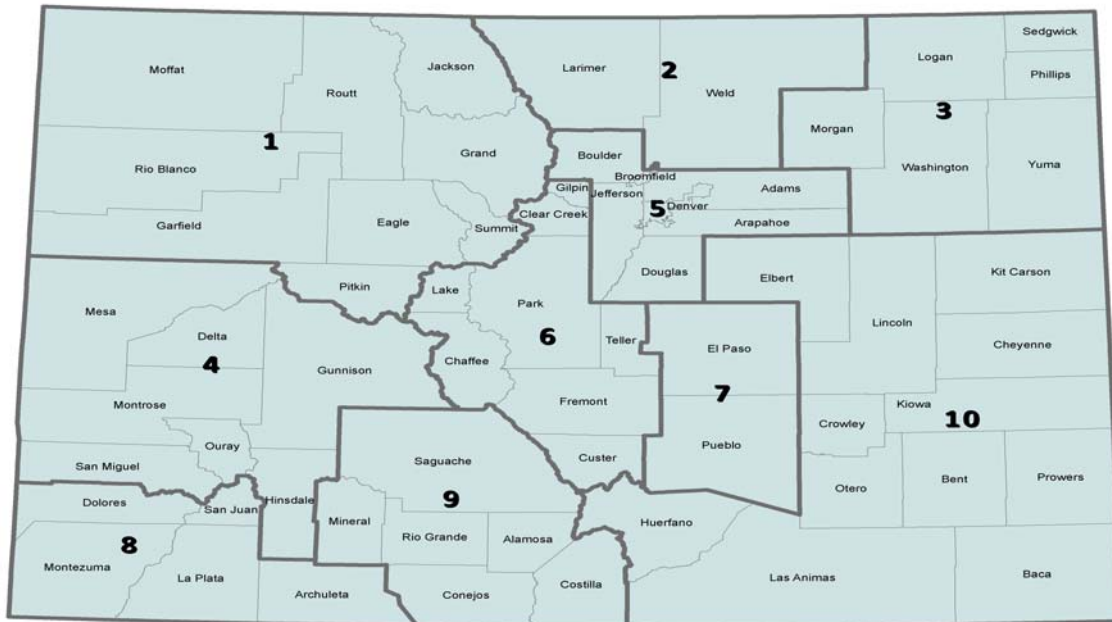 Sedgwick
Logan
Jackson
Larimer
2
Moffat
Phillips
Routt
Weld
3
Morgan
1
Grand
Boulder
Rio Blanco
Washington
Yuma
Broomfield
Gilpin
Jefferson
Adams
5
Denver
Clear Creek
Eagle
Garfield
Summit
Arapahoe
Douglas
Elbert
Kit Carson
Pitkin
Lake
Park
Mesa
Lincoln
Delta
6
Teller
El Paso
Cheyenne
4
Chaffee
Gunnison
7
Fremont
Montrose
Kiowa
10
Crowley
Ouray
Pueblo
Custer
Saguache
San Miguel
Bent
Prowers
Otero
9
Dolores
Hinsdale
San Juan
Mineral
Huerfano
Rio Grande
Alamosa
8
Montezuma
La Plata
Las Animas
Baca
Costilla
Archuleta
Conejos